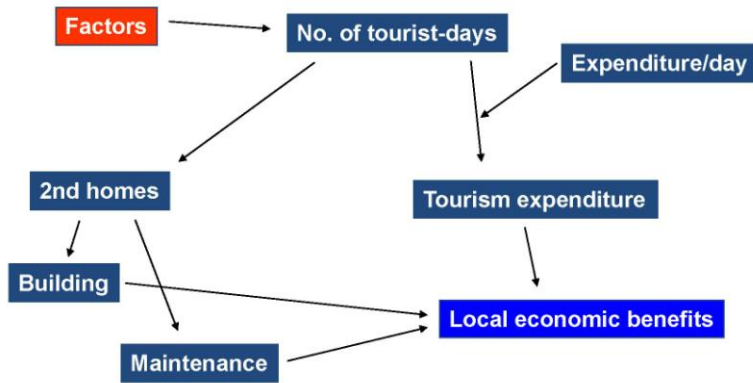 Factors
No. of tourist-days
Expenditure/day
2nd homes
Tourism expenditure
Building
Local economic benefits
Maintenance